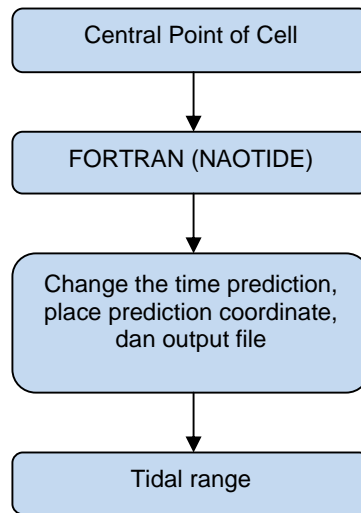 Central Point of Cell
FORTRAN (NAOTIDE)
Change the time prediction,
place prediction coordinate,
dan output file
Tidal range